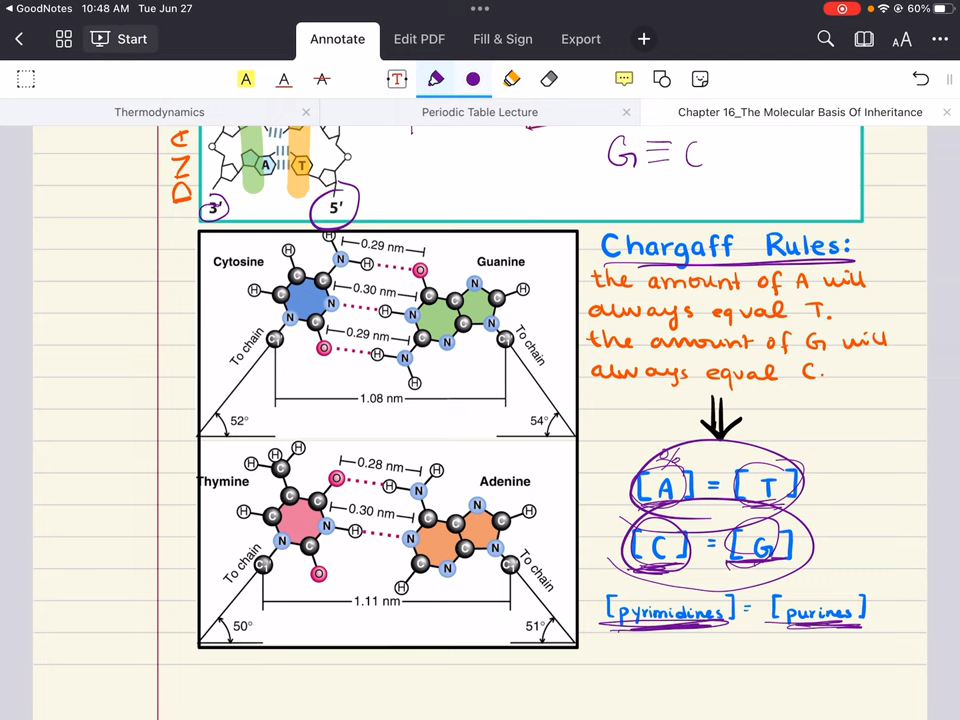 GoodNotes 10:48 AM Tue Jun 27 60%
Start Annotate Edit PDF Fill & Sign Export
A A A T AA
Thermodynamics Periodic Table Lecture Chapter 16_The Molecular Basis Of Inheritance
DNA
A T
G≡C
3' 5'
Chargaff Rules:
the amount of A will
always equal T.
the amount of G will
always equal C.
%
[A] = [T]
[C] = [G]
[pyrimidines] = [purines]
Cytosine Guanine
0.29 nm
0.30 nm
0.29 nm
To chain To chain
1.08 nm
52° 54°
H N H O H C C C C N C H H C N N H N C C N N C O H N C C H
Thymine Adenine
0.28 nm
0.30 nm
To chain To chain
1.11 nm
50° 51°
H H H C O H N H C C N H C C N H C C N H N C C N N C C O H N C